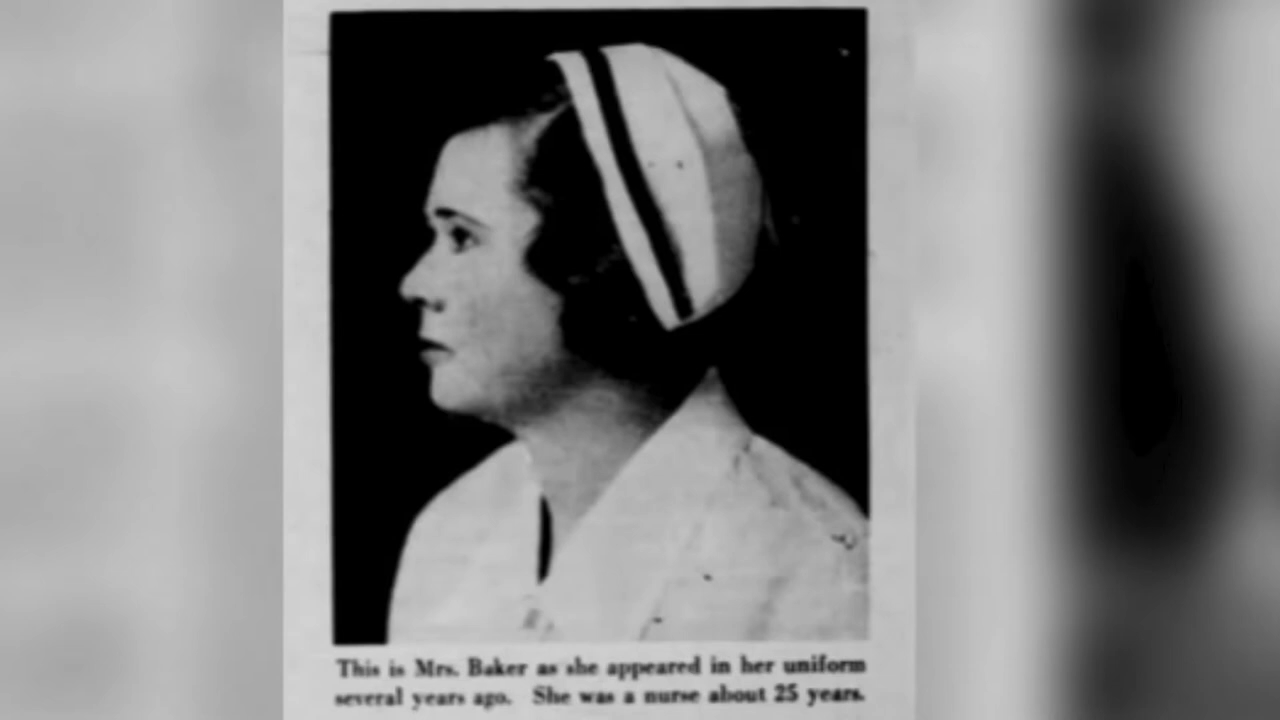 This is Mrs. Baker as she appeared in her uniform
several years ago. She was a nurse about 25 years.